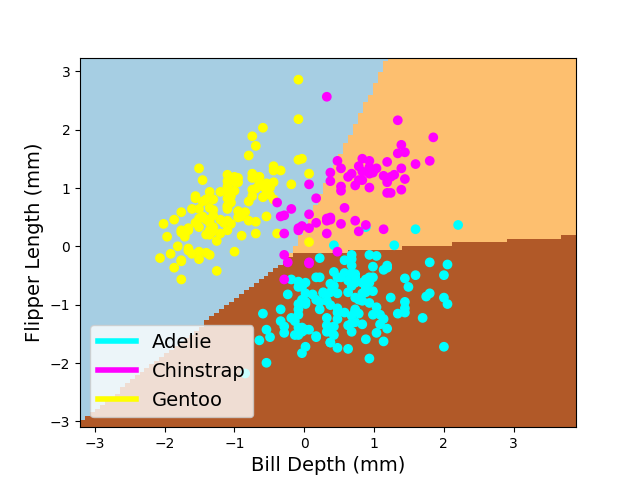 3
2
1
0
−1
−2
−3
Flipper Length (mm)
Adelie
Chinstrap
Gentoo
−3 −2 −1 0 1 2 3
Bill Depth (mm)